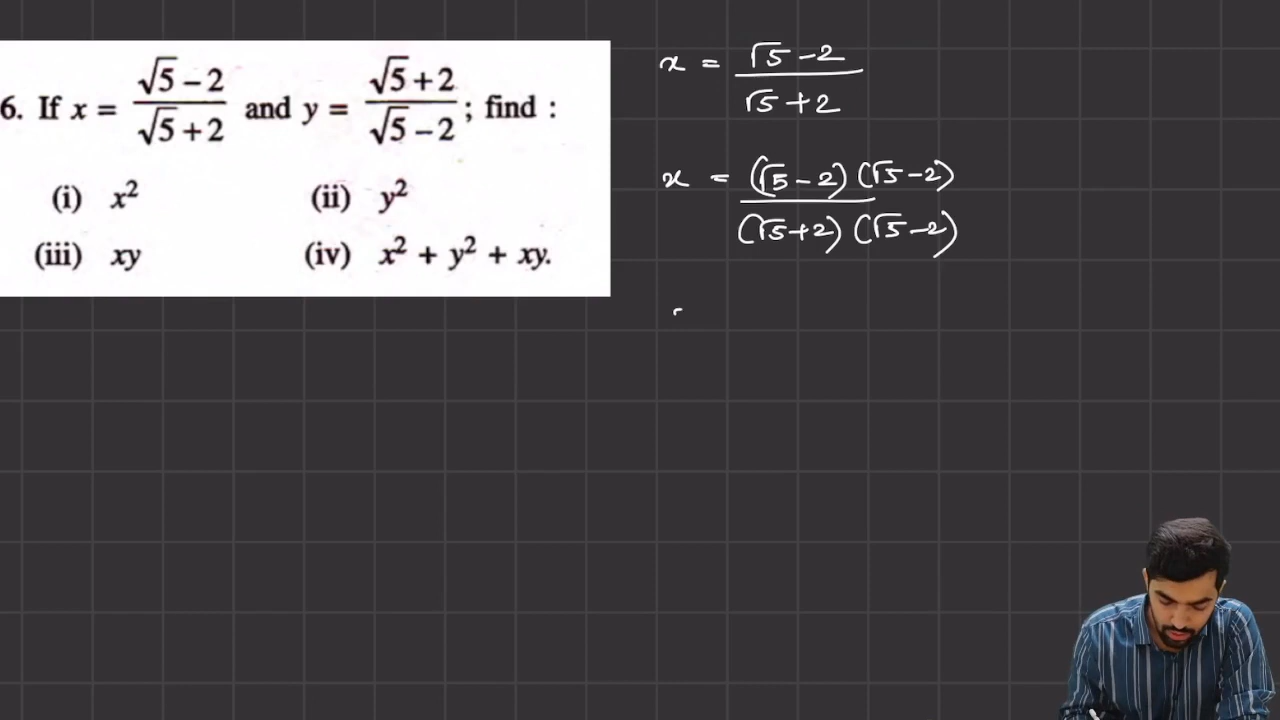 6. If x = (√5 − 2)/(√5 + 2) and y = (√5 + 2)/(√5 − 2); find :
(i) x² (ii) y²
(iii) xy (iv) x² + y² + xy.
x = (√5 − 2)/(√5 + 2)
x = (√5 − 2)(√5 − 2)/(√5 + 2)(√5 − 2)